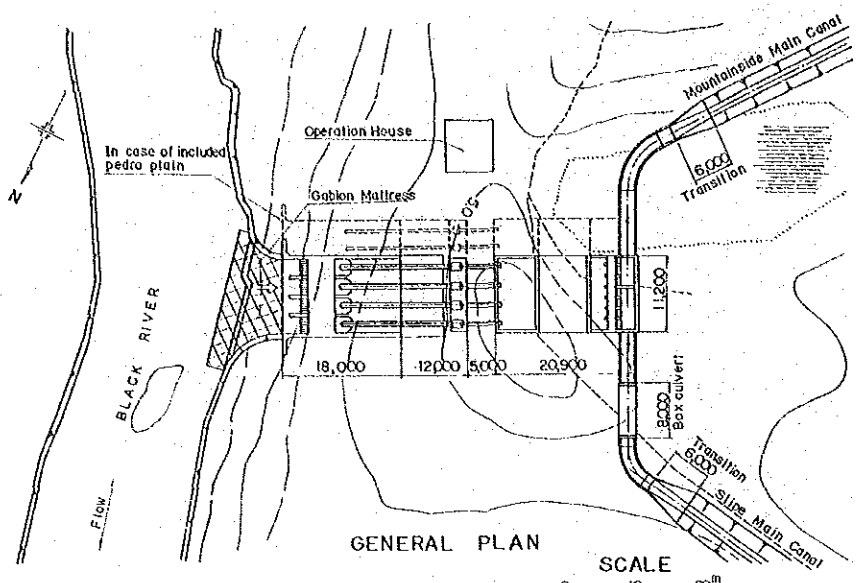 Mountainside Main Canal
Operation House
In case of included
pedro plain
Gabion Mattress
N
6,000
Transition
5.0
11,200
BLACK RIVER
18,000
12,000
5,000
20,900
8,000
Box culvert
Transition
6,000
Slipe Main Canal
Flow
GENERAL PLAN
SCALE